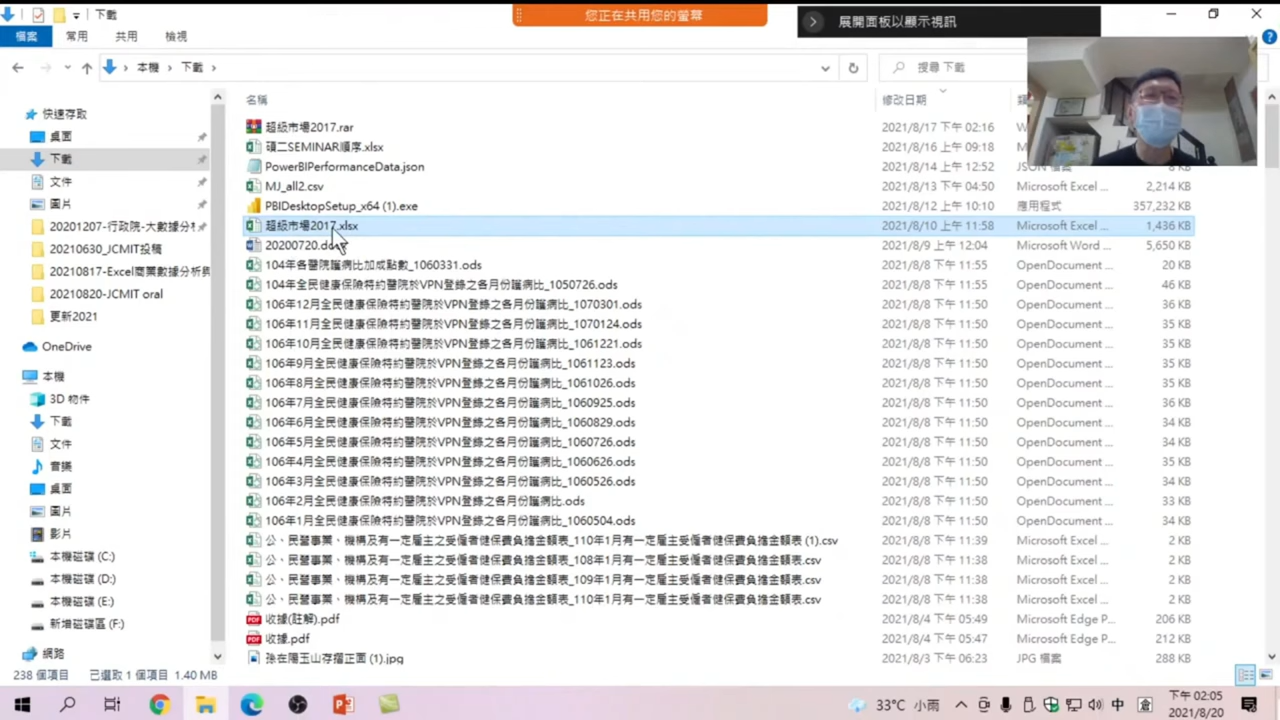 下載
您正在共用您的螢幕
展開面板以顯示視訊
檔案 常用 共用 檢視
本機 下載
搜尋 下載
名稱 修改日期
快速存取
桌面
下載
文件
圖片
20201207-行政院-大數據分析
20210630_JCMIT投稿
20210817-Excel商業數據分析與
20210820-JCMIT oral
更新2021
OneDrive
本機
3D 物件
下載
文件
音樂
桌面
圖片
影片
本機磁碟 (C:)
本機磁碟 (D:)
本機磁碟 (E:)
新增磁碟區 (F:)
網路
超級市場2017.rar 2021/8/17 下午 02:16
碩二SEMINAR順序.xlsx 2021/8/16 上午 09:18
PowerBIPerformanceData.json 2021/8/14 上午 12:52 JSON 檔案 8 KB
MJ_all2.csv 2021/8/13 下午 04:50 Microsoft Excel ... 2,214 KB
PBIDesktopSetup_x64 (1).exe 2021/8/12 上午 10:10 應用程式 357,232 KB
超級市場2017.xlsx 2021/8/10 上午 11:58 Microsoft Excel ... 1,436 KB
20200720.do 2021/8/9 上午 12:04 Microsoft Word ... 5,650 KB
104年各醫院護病比加成點數_1060331.ods 2021/8/8 下午 11:55 OpenDocument ... 20 KB
104年全民健康保險特約醫院於VPN登錄之各月份護病比_1050726.ods 2021/8/8 下午 11:55 OpenDocument ... 46 KB
106年12月全民健康保險特約醫院於VPN登錄之各月份護病比_1070301.ods 2021/8/8 下午 11:50 OpenDocument ... 36 KB
106年11月全民健康保險特約醫院於VPN登錄之各月份護病比_1070124.ods 2021/8/8 下午 11:50 OpenDocument ... 35 KB
106年10月全民健康保險特約醫院於VPN登錄之各月份護病比_1061221.ods 2021/8/8 下午 11:50 OpenDocument ... 35 KB
106年9月全民健康保險特約醫院於VPN登錄之各月份護病比_1061123.ods 2021/8/8 下午 11:50 OpenDocument ... 35 KB
106年8月全民健康保險特約醫院於VPN登錄之各月份護病比_1061026.ods 2021/8/8 下午 11:50 OpenDocument ... 35 KB
106年7月全民健康保險特約醫院於VPN登錄之各月份護病比_1060925.ods 2021/8/8 下午 11:50 OpenDocument ... 36 KB
106年6月全民健康保險特約醫院於VPN登錄之各月份護病比_1060829.ods 2021/8/8 下午 11:50 OpenDocument ... 34 KB
106年5月全民健康保險特約醫院於VPN登錄之各月份護病比_1060726.ods 2021/8/8 下午 11:50 OpenDocument ... 34 KB
106年4月全民健康保險特約醫院於VPN登錄之各月份護病比_1060626.ods 2021/8/8 下午 11:50 OpenDocument ... 34 KB
106年3月全民健康保險特約醫院於VPN登錄之各月份護病比_1060526.ods 2021/8/8 下午 11:50 OpenDocument ... 34 KB
106年2月全民健康保險特約醫院於VPN登錄之各月份護病比.ods 2021/8/8 下午 11:50 OpenDocument ... 33 KB
106年1月全民健康保險特約醫院於VPN登錄之各月份護病比_1060504.ods 2021/8/8 下午 11:50 OpenDocument ... 34 KB
公、民營事業、機構及有一定雇主之受僱者健保費負擔金額表_110年1月有一定雇主受僱者健保費負擔金額表 (1).csv 2021/8/8 下午 11:39 Microsoft Excel ... 2 KB
公、民營事業、機構及有一定雇主之受僱者健保費負擔金額表_108年1月有一定雇主受僱者健保費負擔金額表.csv 2021/8/8 下午 11:38 Microsoft Excel ... 2 KB
公、民營事業、機構及有一定雇主之受僱者健保費負擔金額表_109年1月有一定雇主受僱者健保費負擔金額表.csv 2021/8/8 下午 11:38 Microsoft Excel ... 2 KB
公、民營事業、機構及有一定雇主之受僱者健保費負擔金額表_110年1月有一定雇主受僱者健保費負擔金額表.csv 2021/8/8 下午 11:38 Microsoft Excel ... 2 KB
收據(註解).pdf 2021/8/4 下午 05:49 Microsoft Edge P... 206 KB
收據.pdf 2021/8/4 下午 05:47 Microsoft Edge P... 212 KB
孫在陽玉山存摺正面 (1).jpg 2021/8/3 下午 06:23 JPG 檔案 288 KB
238 個項目 已選取 1 個項目 1.40 MB
33°C 小雨 中 下午 02:05
2021/8/20